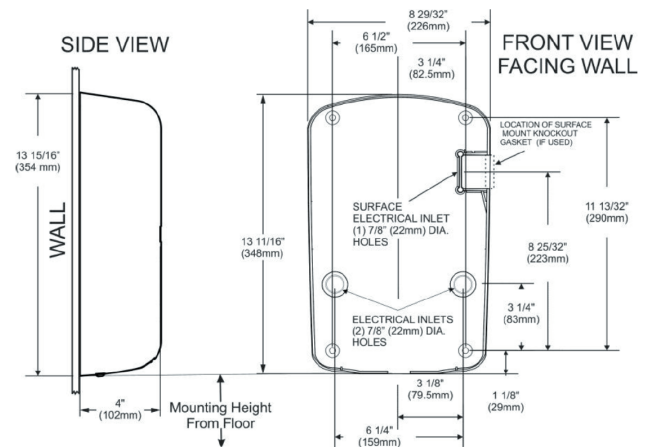 SIDE VIEW
13 15/16"
(354 mm)
WALL
4"
(102mm)
Mounting Height
From Floor
8 29/32"
(226mm)
6 1/2"
(165mm)
3 1/4"
(82.5mm)
FRONT VIEW
FACING WALL
LOCATION OF SURFACE
MOUNT KNOCKOUT
GASKET (IF USED)
SURFACE
ELECTRICAL INLET
(1) 7/8" (22mm) DIA.
HOLES
13 11/16"
(348mm)
11 13/32"
(290mm)
8 25/32"
(223mm)
3 1/4"
(83mm)
ELECTRICAL INLETS
(2) 7/8" (22mm) DIA.
HOLES
3 1/8"
(79.5mm)
1 1/8"
(29mm)
6 1/4"
(159mm)